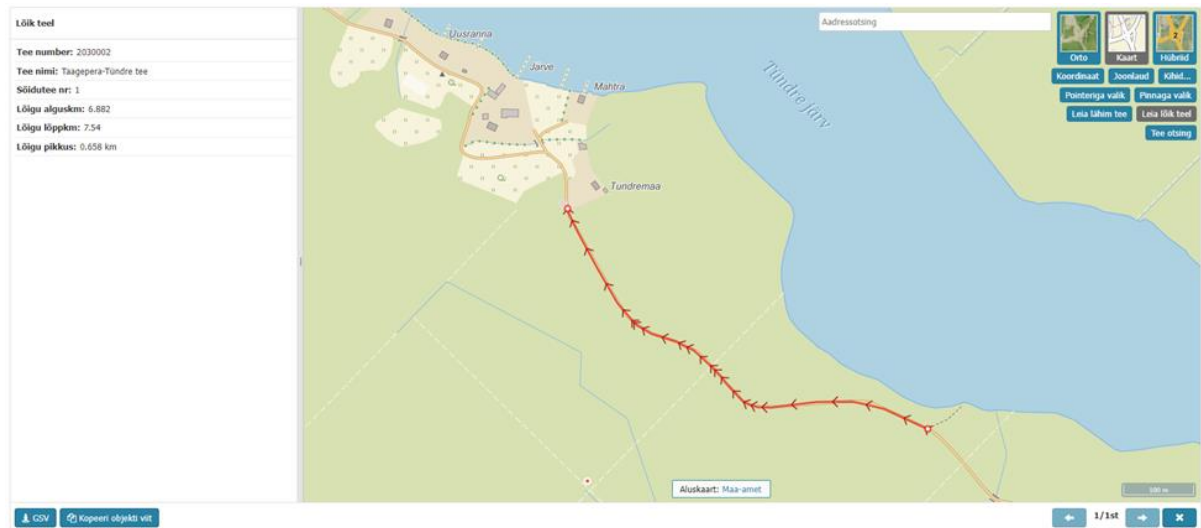 Lõik teel
Tee number: 2030002
Tee nimi: Taagepera-Tündre tee
Sõidutee nr: 1
Lõigu alguskm: 6.882
Lõigu lõppkm: 7.54
Lõigu pikkus: 0.658 km
Uusranna
Järve
Mahtra
Tündre järv
Tündremaa
Aadressotsing
Orto
Kaart
2
Hübriid
Koordinaat
Joonlaud
Kihid...
Pointeriga valik
Pinnaga valik
Leia lähim tee
Leia lõik teel
Tee otsing
Aluskaart: Maa-amet
100 m
GSV
Kopeeri objekti viit
1/1st